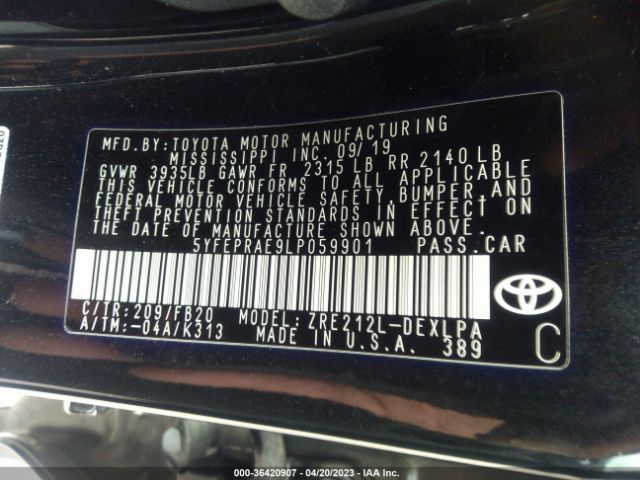 MFD.BY:TOYOTA MOTOR MANUFACTURING
MISSISSIPPI INC. 09/19
GVWR 3935LB GAWR FR 2315 LB RR 2140 LB
THIS VEHICLE CONFORMS TO ALL APPLICABLE
FEDERAL MOTOR VEHICLE SAFETY,BUMPER,AND
THEFT PREVENTION STANDARDS IN EFFECT ON
THE DATE OF MANUFACTURE SHOWN ABOVE.
5YFEPRAE9LP059901 PASS.CAR
C/TR:209/FB20 MODEL:ZRE212L-DEXLPA
A/TM:-04A/K313 MADE IN U.S.A. 389
TOYOTA
C
000-36420907 - 04/20/2023 - IAA Inc.